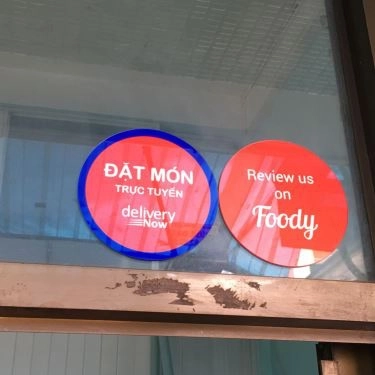 ĐẶT MÓN
TRỰC TUYẾN
delivery
Now
Review us
on
Foody